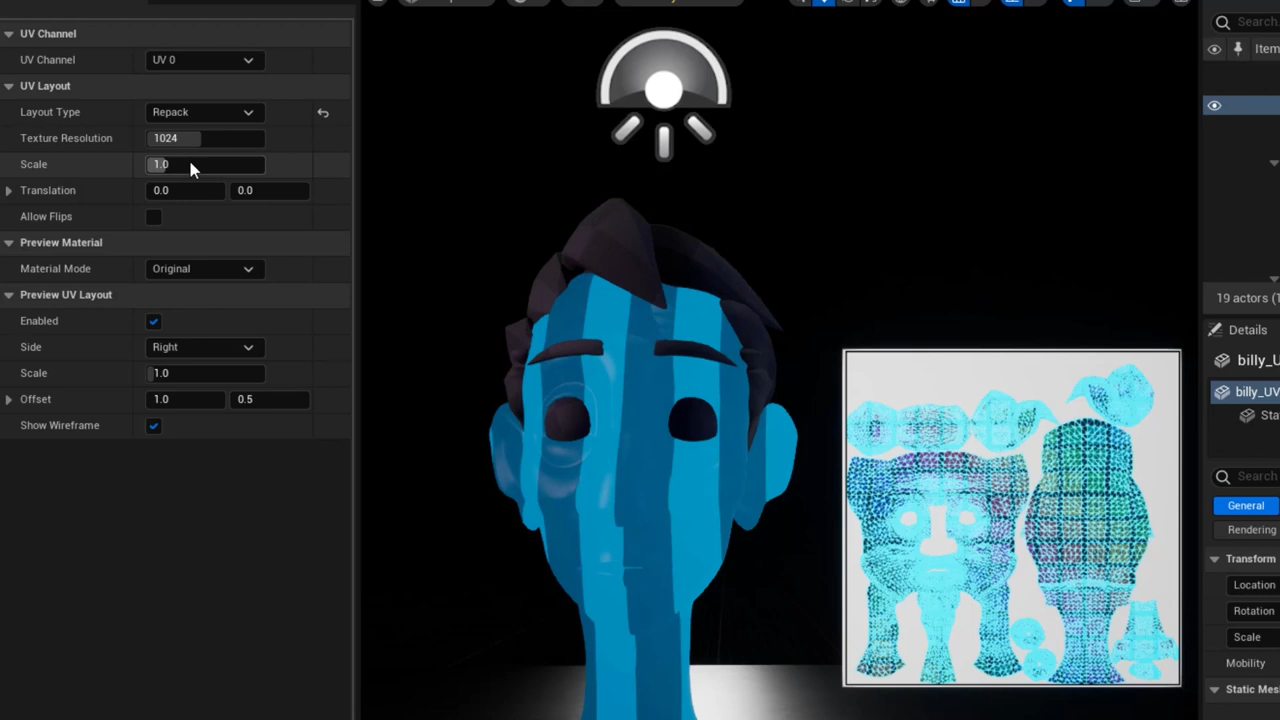 UV Channel
UV Channel UV 0
UV Layout
Layout Type Repack
Texture Resolution 1024
Scale 1.0
Translation 0.0 0.0
Allow Flips
Preview Material
Material Mode Original
Preview UV Layout
Enabled
Side Right
Scale 1.0
Offset 1.0 0.5
Show Wireframe
Search.
Item
19 actors (1
Details
billy_U
billy_UV
Sta
Search
General
Rendering
Transform
Location
Rotation
Scale
Mobility
Static Mes